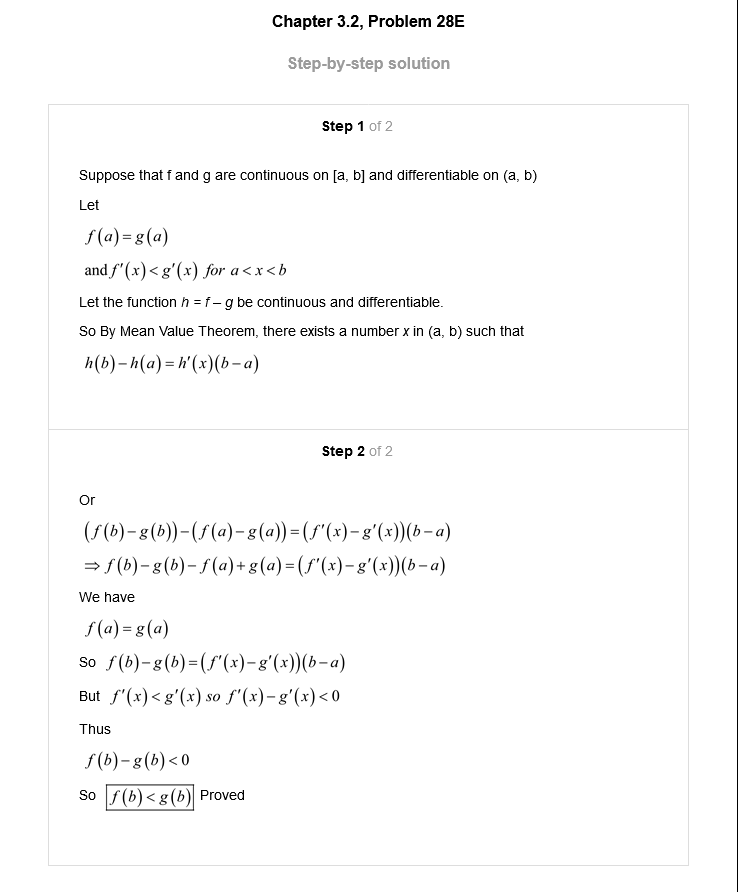 Chapter 3.2, Problem 28E
Step-by-step solution
Step 1 of 2
Suppose that f and g are continuous on [a, b] and differentiable on (a, b)
Let
f(a)=g(a)
and f'(x)<g'(x) for a<x<b
Let the function h = f – g be continuous and differentiable.
So By Mean Value Theorem, there exists a number x in (a, b) such that
h(b)−h(a)=h'(x)(b−a)
Step 2 of 2
Or
(f(b)−g(b))−(f(a)−g(a))=(f'(x)−g'(x))(b−a)
⇒f(b)−g(b)−f(a)+g(a)=(f'(x)−g'(x))(b−a)
We have
f(a)=g(a)
So f(b)−g(b)=(f'(x)−g'(x))(b−a)
But f'(x)<g'(x) so f'(x)−g'(x)<0
Thus
f(b)−g(b)<0
So f(b)<g(b) Proved